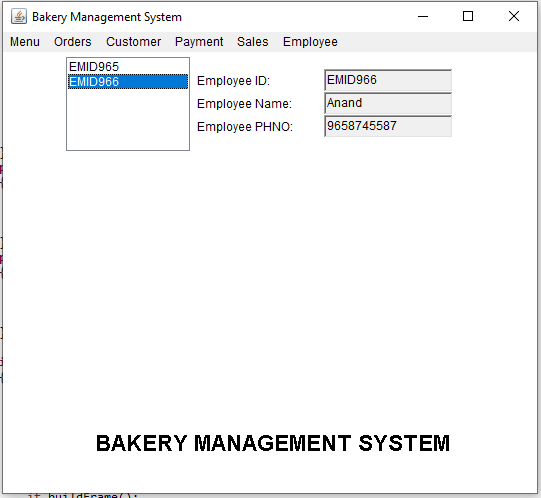 Bakery Management System
Menu Orders Customer Payment Sales Employee
EMID965
EMID966
Employee ID: EMID966
Employee Name: Anand
Employee PHNO: 9658745587
BAKERY MANAGEMENT SYSTEM